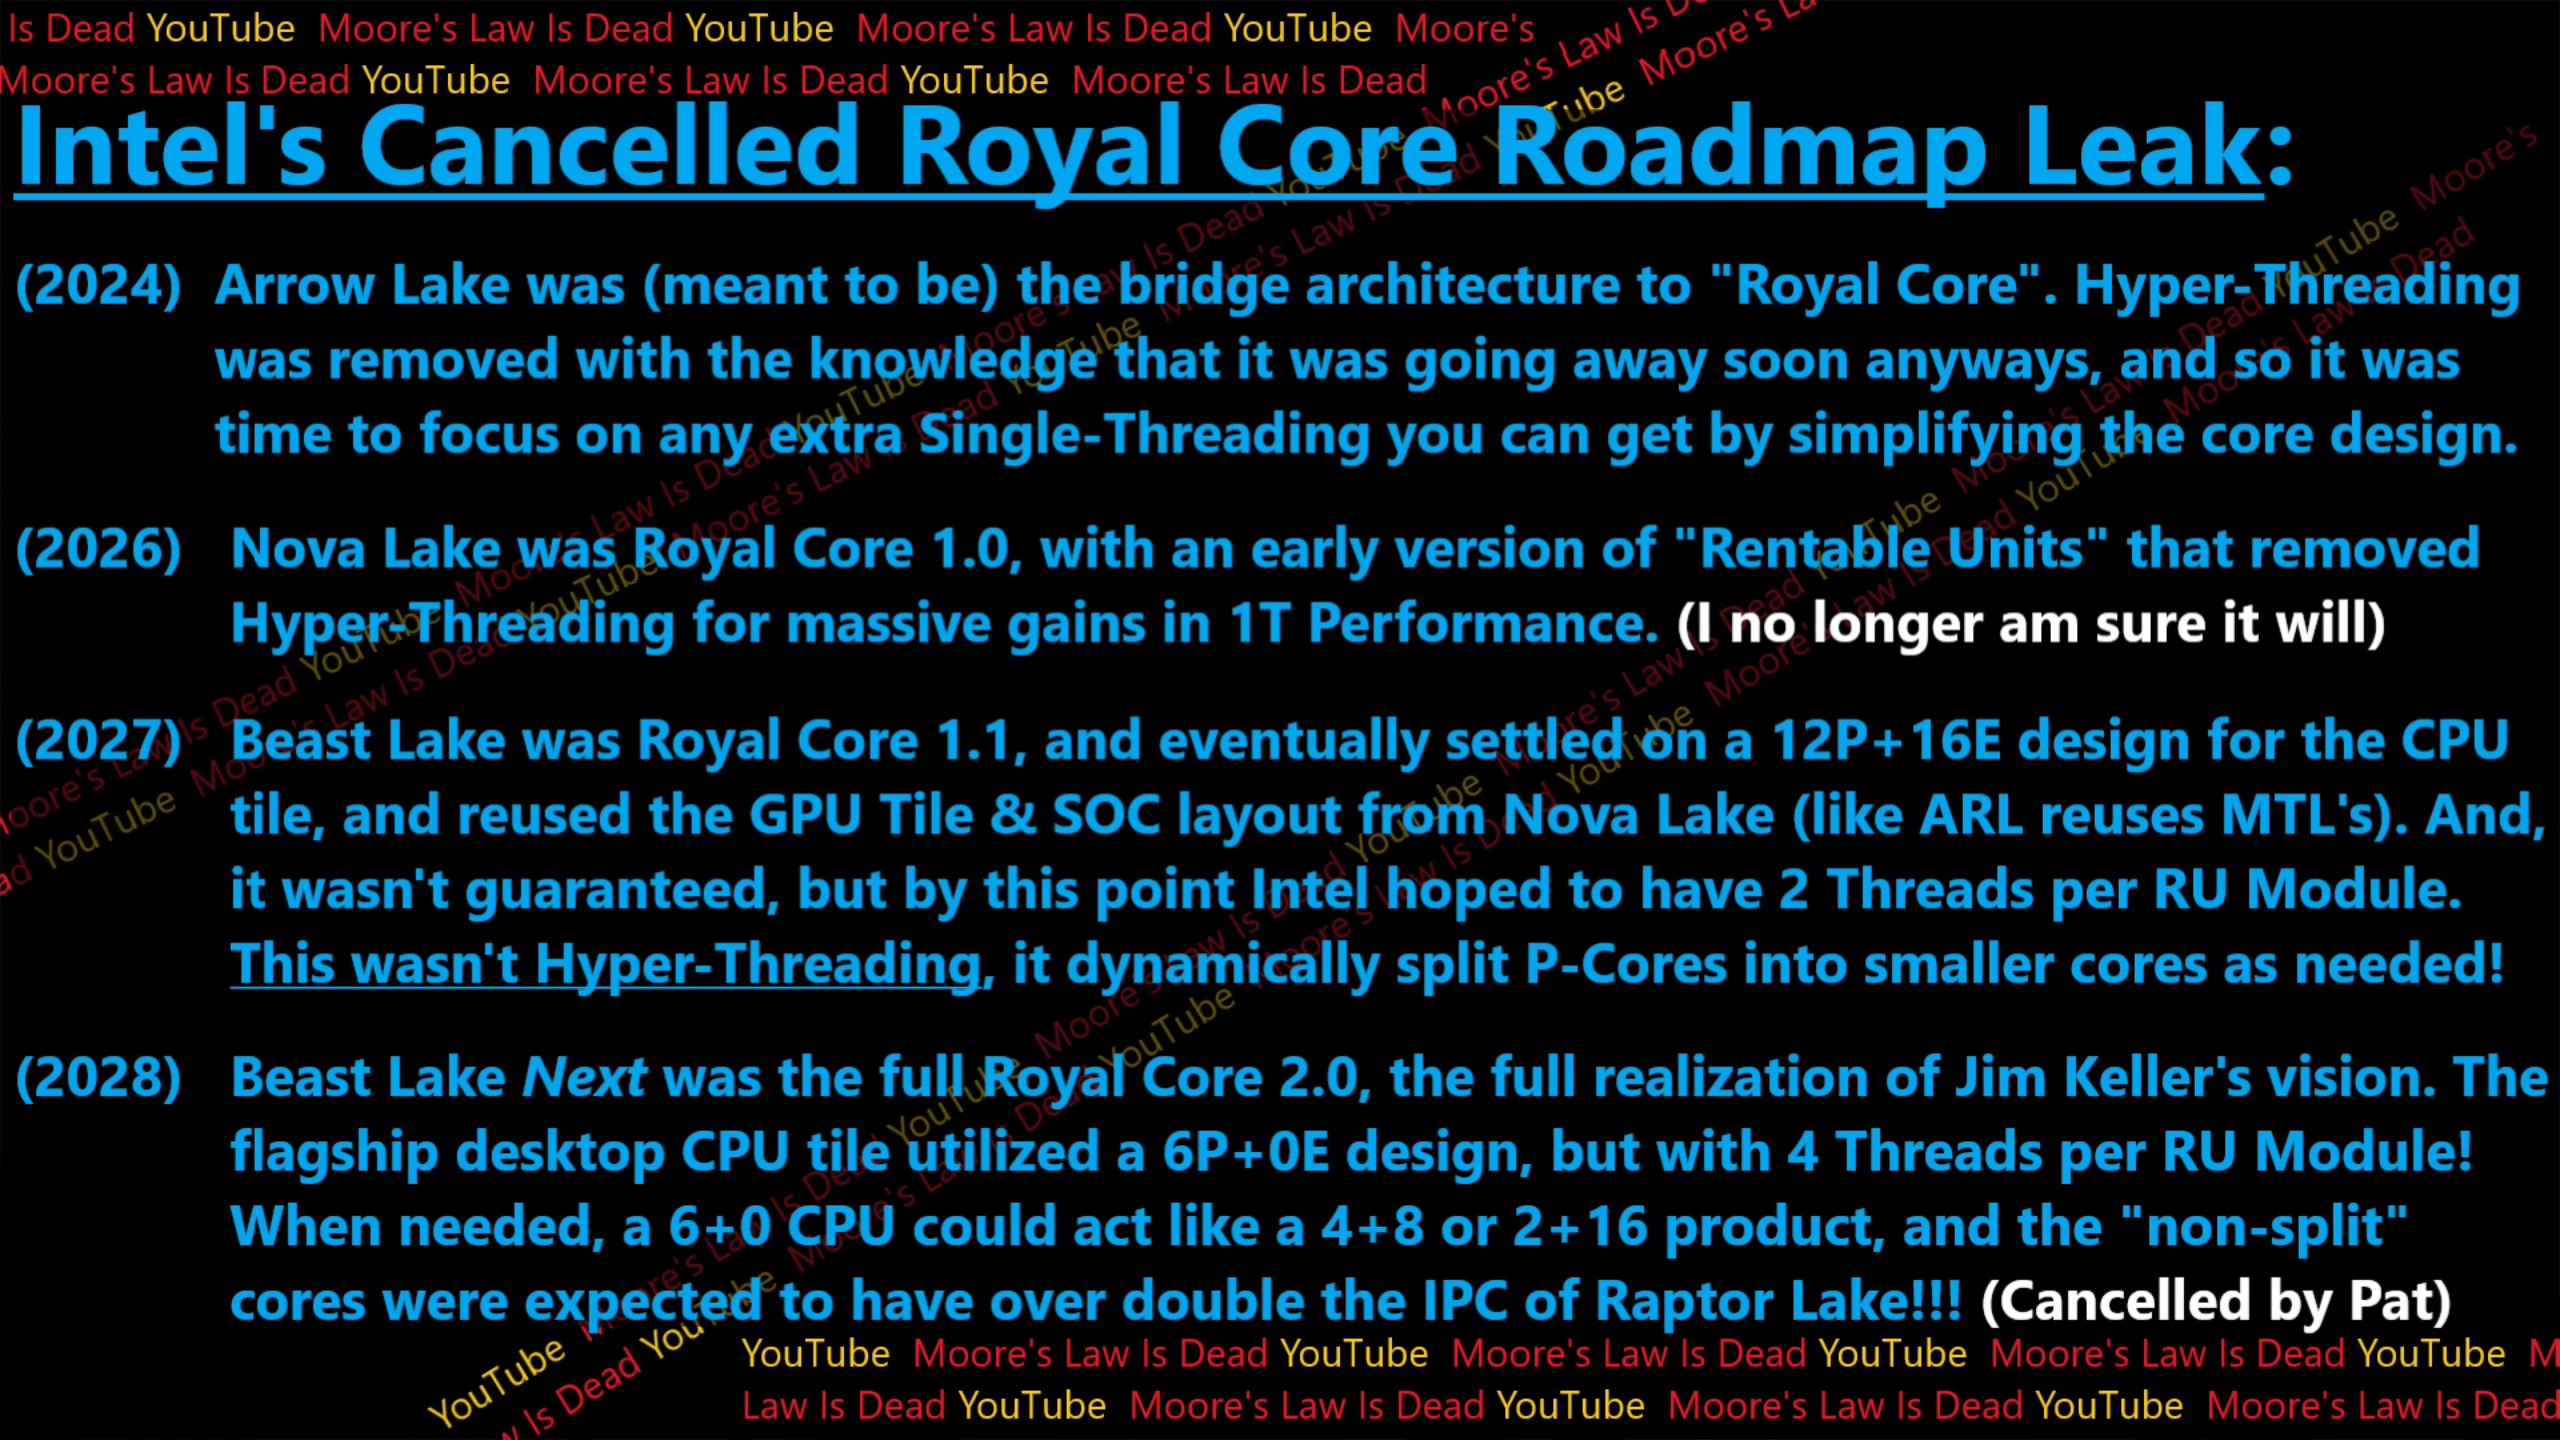 Is Dead YouTube Moore's Law Is Dead YouTube Moore's Law Is Dead YouTube Moore's
Moore's Law Is Dead YouTube Moore's Law Is Dead YouTube Moore's Law Is Dead
Intel's Cancelled Royal Core Roadmap Leak:
(2024) Arrow Lake was (meant to be) the bridge architecture to "Royal Core". Hyper-Threading
was removed with the knowledge that it was going away soon anyways, and so it was
time to focus on any extra Single-Threading you can get by simplifying the core design.
(2026) Nova Lake was Royal Core 1.0, with an early version of "Rentable Units" that removed
Hyper-Threading for massive gains in 1T Performance. (I no longer am sure it will)
(2027) Beast Lake was Royal Core 1.1, and eventually settled on a 12P+16E design for the CPU
tile, and reused the GPU Tile & SOC layout from Nova Lake (like ARL reuses MTL's). And,
it wasn't guaranteed, but by this point Intel hoped to have 2 Threads per RU Module.
This wasn't Hyper-Threading, it dynamically split P-Cores into smaller cores as needed!
(2028) Beast Lake Next was the full Royal Core 2.0, the full realization of Jim Keller's vision. The
flagship desktop CPU tile utilized a 6P+0E design, but with 4 Threads per RU Module!
When needed, a 6+0 CPU could act like a 4+8 or 2+16 product, and the "non-split"
cores were expected to have over double the IPC of Raptor Lake!!! (Cancelled by Pat)
YouTube Moore's Law Is Dead YouTube Moore's Law Is Dead YouTube Moore's Law Is Dead YouTube M
Law Is Dead YouTube Moore's Law Is Dead YouTube Moore's Law Is Dead YouTube Moore's Law Is Dead